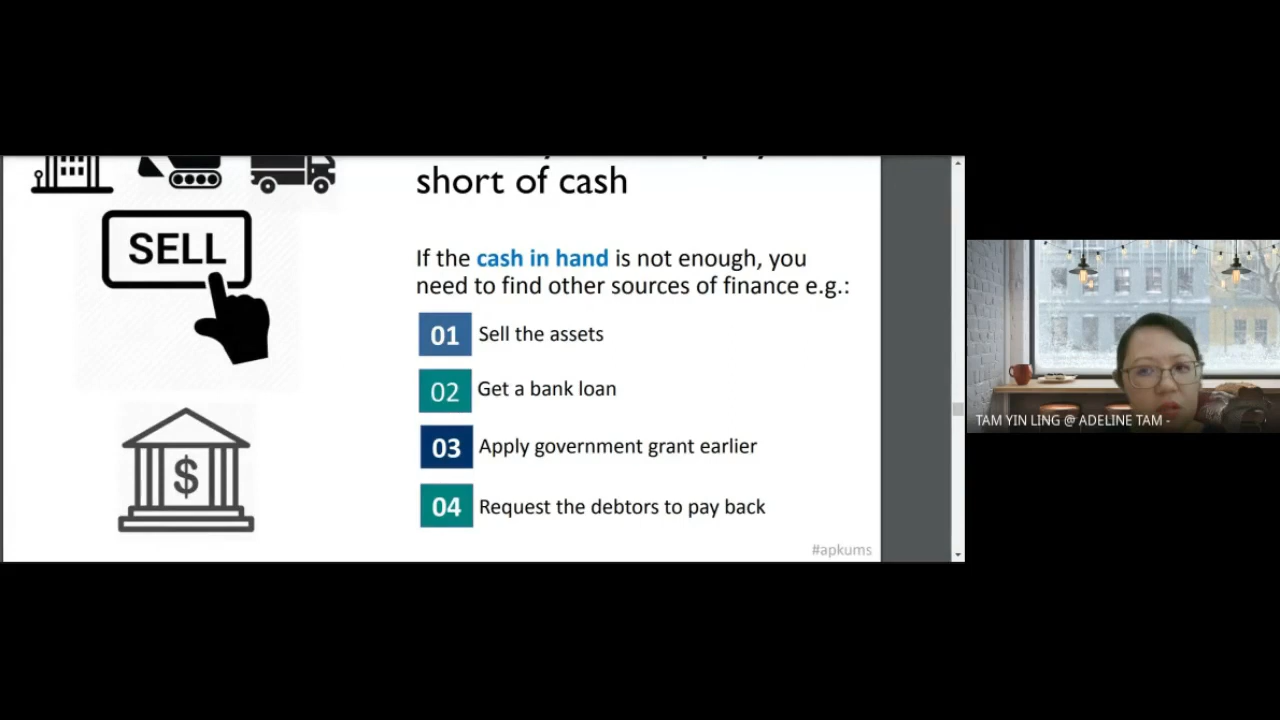 short of cash
SELL
If the cash in hand is not enough, you
need to find other sources of finance e.g.:
01 Sell the assets
02 Get a bank loan
03 Apply government grant earlier
04 Request the debtors to pay back
$
#apkums
TAM YIN LING @ ADELINE TAM -